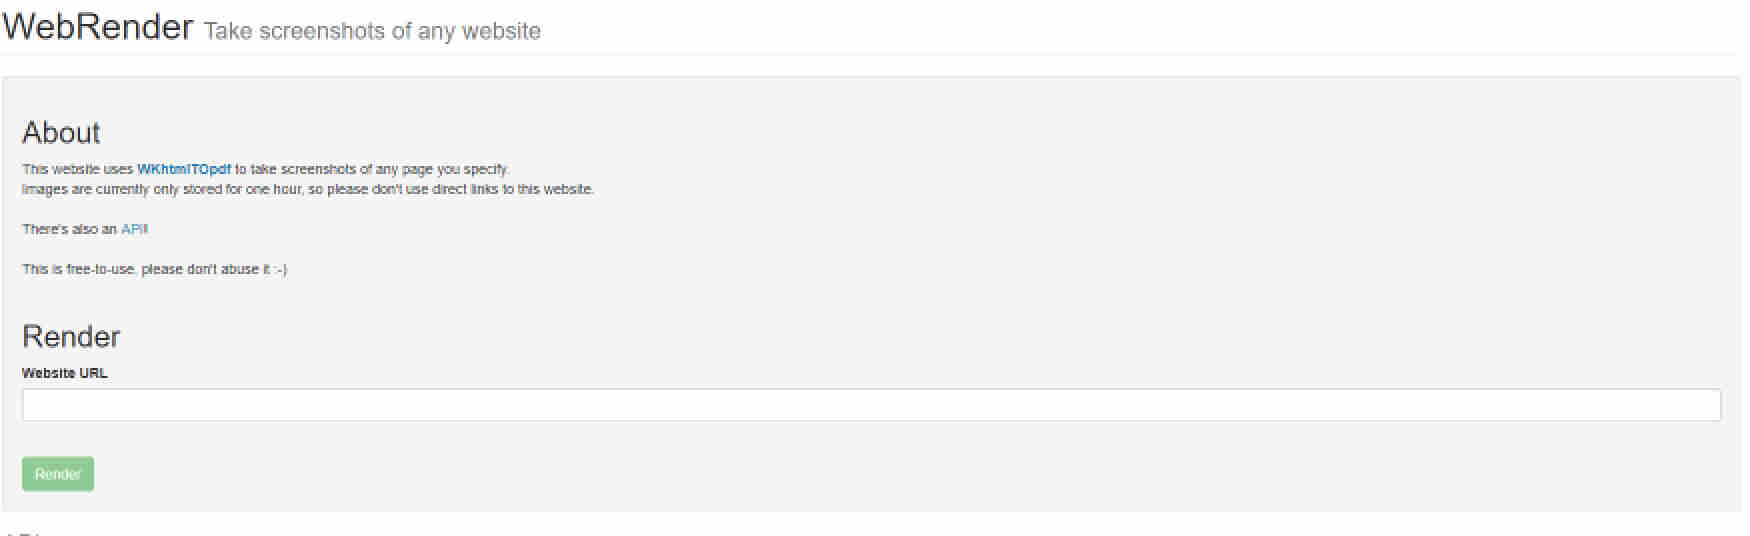 WebRender Take screenshots of any website
About
This website uses WKhtmlTOpdf to take screenshots of any page you specify.
Images are currently only stored for one hour, so please don't use direct links to this website.
There's also an API!
This is free-to-use, please don't abuse it :-)
Render
Website URL
Render